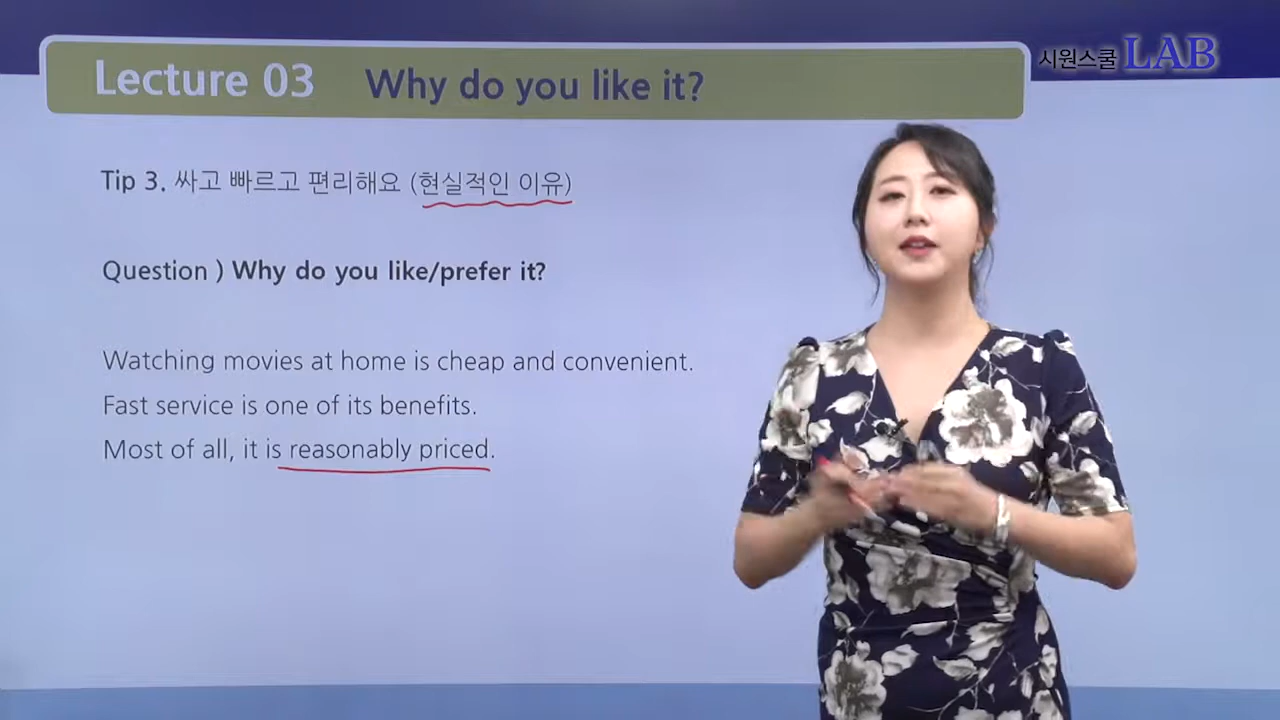 Lecture 03 Why do you like it?
시원스쿨 LAB
Tip 3. 싸고 빠르고 편리해요 (현실적인 이유)
Question ) Why do you like/prefer it?
Watching movies at home is cheap and convenient.
Fast service is one of its benefits.
Most of all, it is reasonably priced.